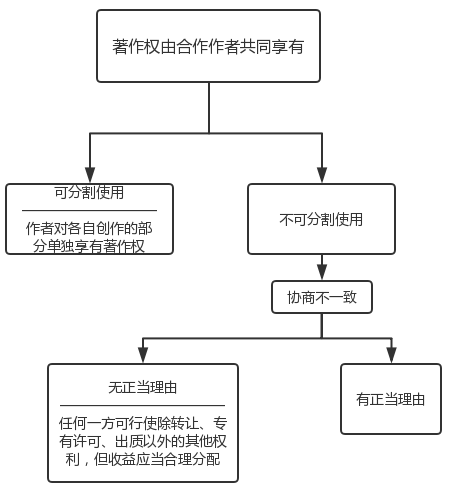 著作权由合作作者共同享有
可分割使用
作者对各自创作的部
分单独享有著作权
不可分割使用
协商不一致
无正当理由
任何一方可行使除转让、专
有许可、出质以外的其他权
利，但收益应当合理分配
有正当理由